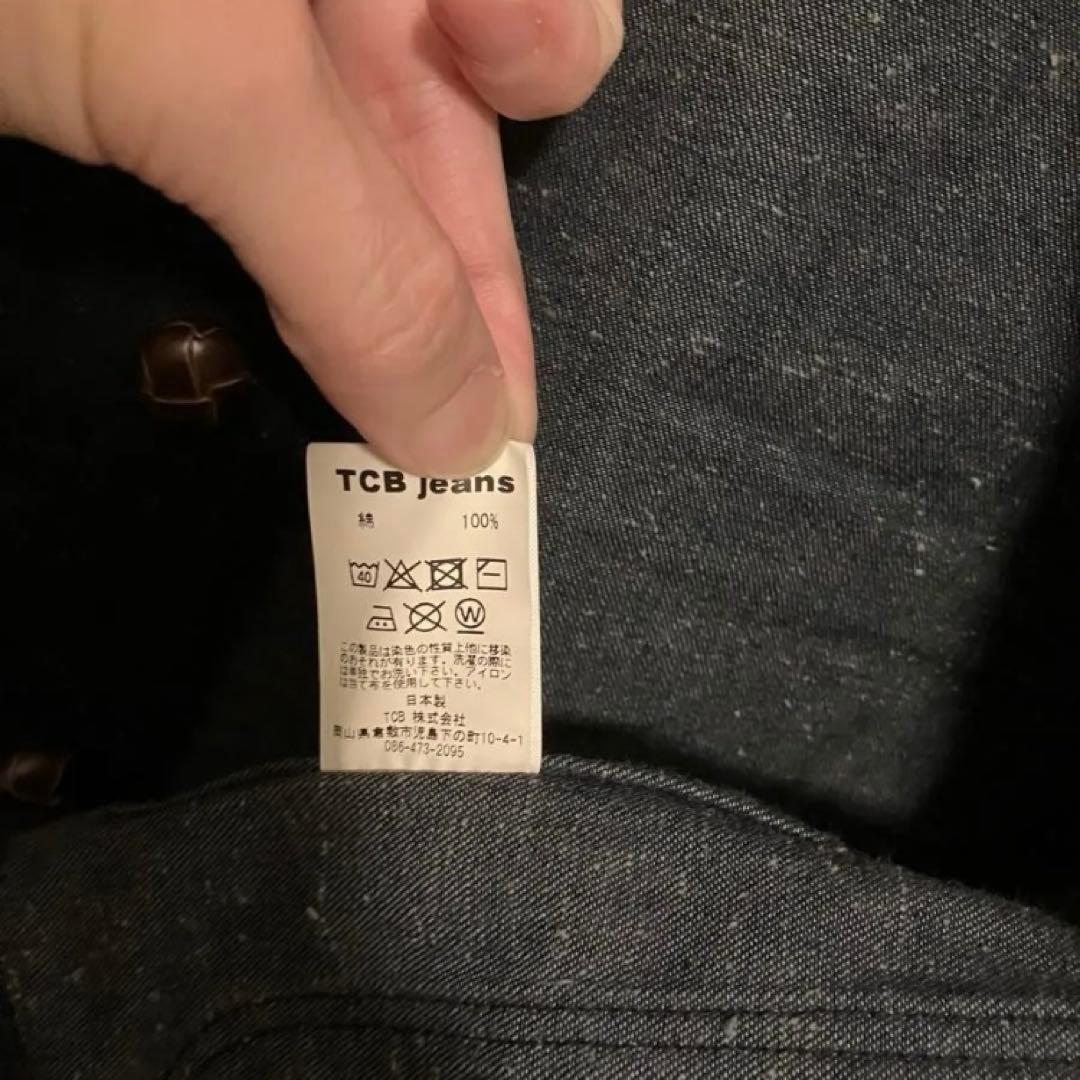 TCB jeans
綿 100%
40
W
この製品は染色の性質上他に移染
のおそれが有ります。洗濯の際に
は単独でお洗い下さい。アイロン
は当て布を使用して下さい。
日本製
TCB 株式会社
岡山県倉敷市児島下の町10-4-1
086-473-2095